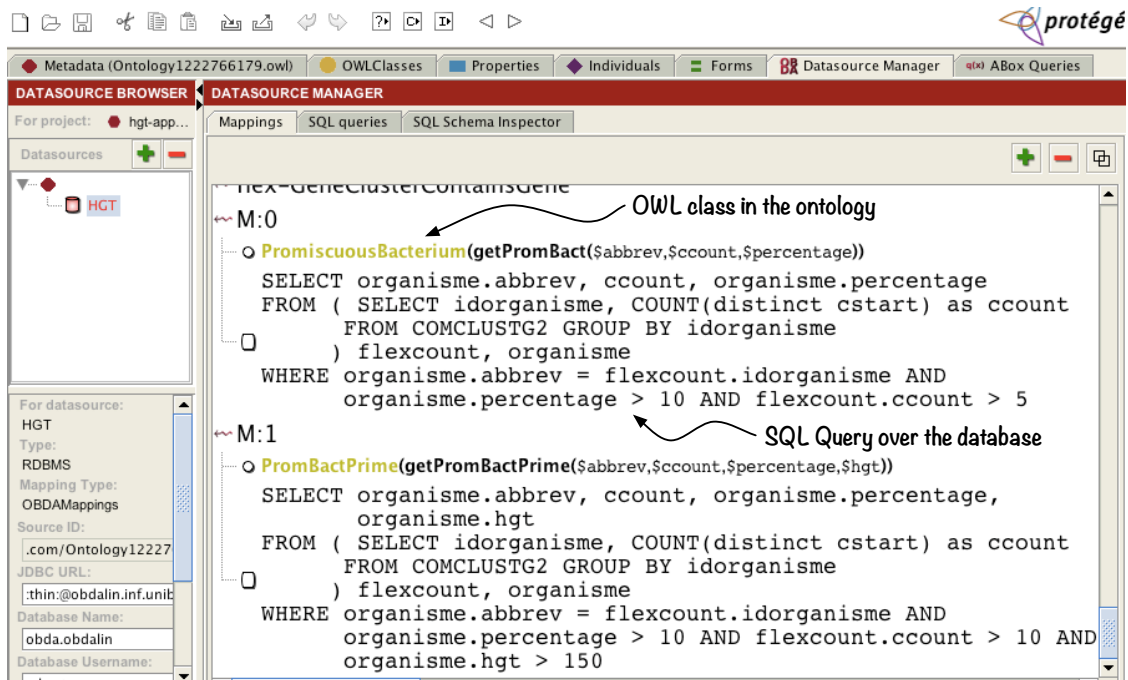 protégé
Metadata (Ontology1222766179.owl) OWLClasses Properties Individuals Forms Datasource Manager q(x) ABox Queries
DATASOURCE BROWSER
DATASOURCE MANAGER
For project: hgt-app...
Mappings SQL queries SQL Schema Inspector
Datasources
HGT
hex-GeneClusterContainsGene
M:0
OWL class in the ontology
PromiscuousBacterium(getPromBact($abbrev,$ccount,$percentage))
SELECT organisme.abbrev, ccount, organisme.percentage
FROM ( SELECT idorganisme, COUNT(distinct cstart) as ccount
FROM COMCLUSTG2 GROUP BY idorganisme
) flexcount, organisme
WHERE organisme.abbrev = flexcount.idorganisme AND
organisme.percentage > 10 AND flexcount.ccount > 5
M:1
SQL Query over the database
PromBactPrime(getPromBactPrime($abbrev,$ccount,$percentage,$hgt))
SELECT organisme.abbrev, ccount, organisme.percentage,
organisme.hgt
FROM ( SELECT idorganisme, COUNT(distinct cstart) as ccount
FROM COMCLUSTG2 GROUP BY idorganisme
) flexcount, organisme
WHERE organisme.abbrev = flexcount.idorganisme AND
organisme.percentage > 10 AND flexcount.ccount > 10 AND
organisme.hgt > 150
For datasource:
HGT
Type:
RDBMS
Mapping Type:
OBDAMappings
Source ID:
.com/Ontology12227
JDBC URL:
:thin:@obdalin.inf.unib
Database Name:
obda.obdalin
Database Username: